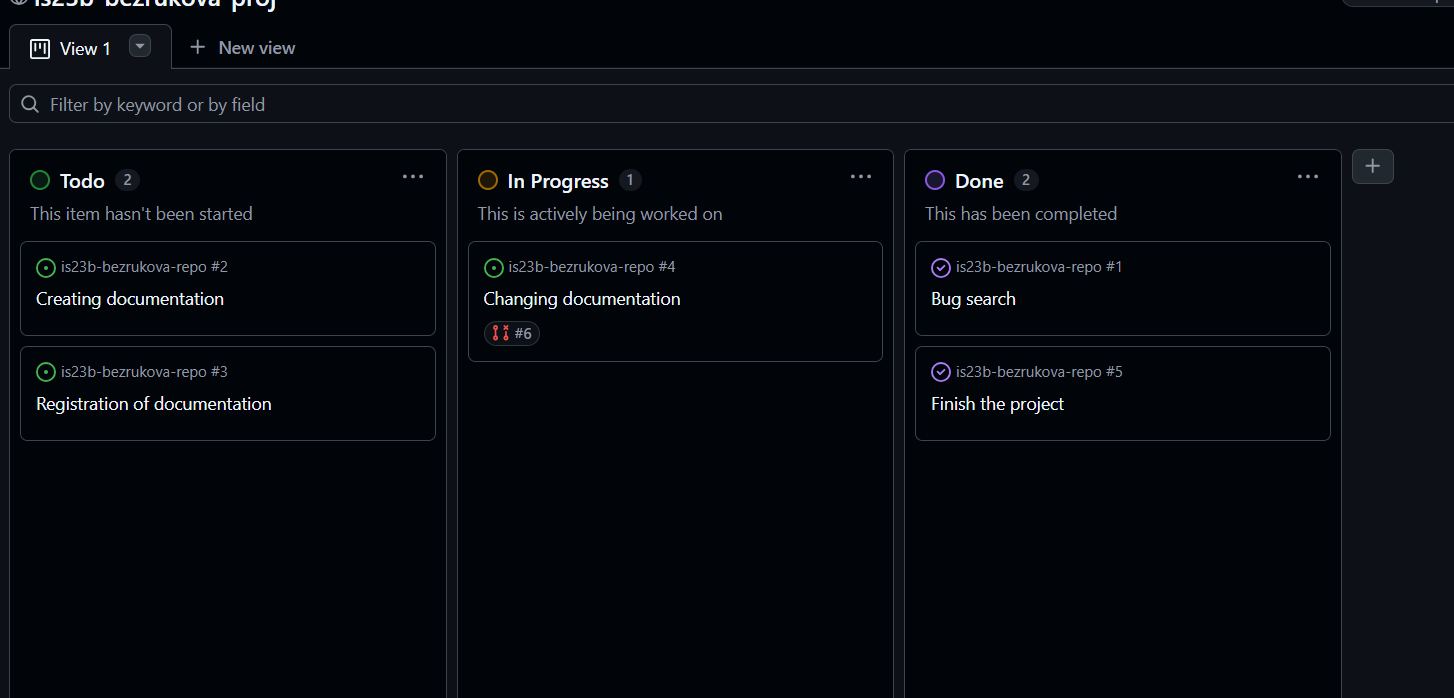 is23b-bezrukova-proj
View 1
New view
Filter by keyword or by field
Todo 2
This item hasn't been started
is23b-bezrukova-repo #2
Creating documentation
is23b-bezrukova-repo #3
Registration of documentation
In Progress 1
This is actively being worked on
is23b-bezrukova-repo #4
Changing documentation
#6
Done 2
This has been completed
is23b-bezrukova-repo #1
Bug search
is23b-bezrukova-repo #5
Finish the project